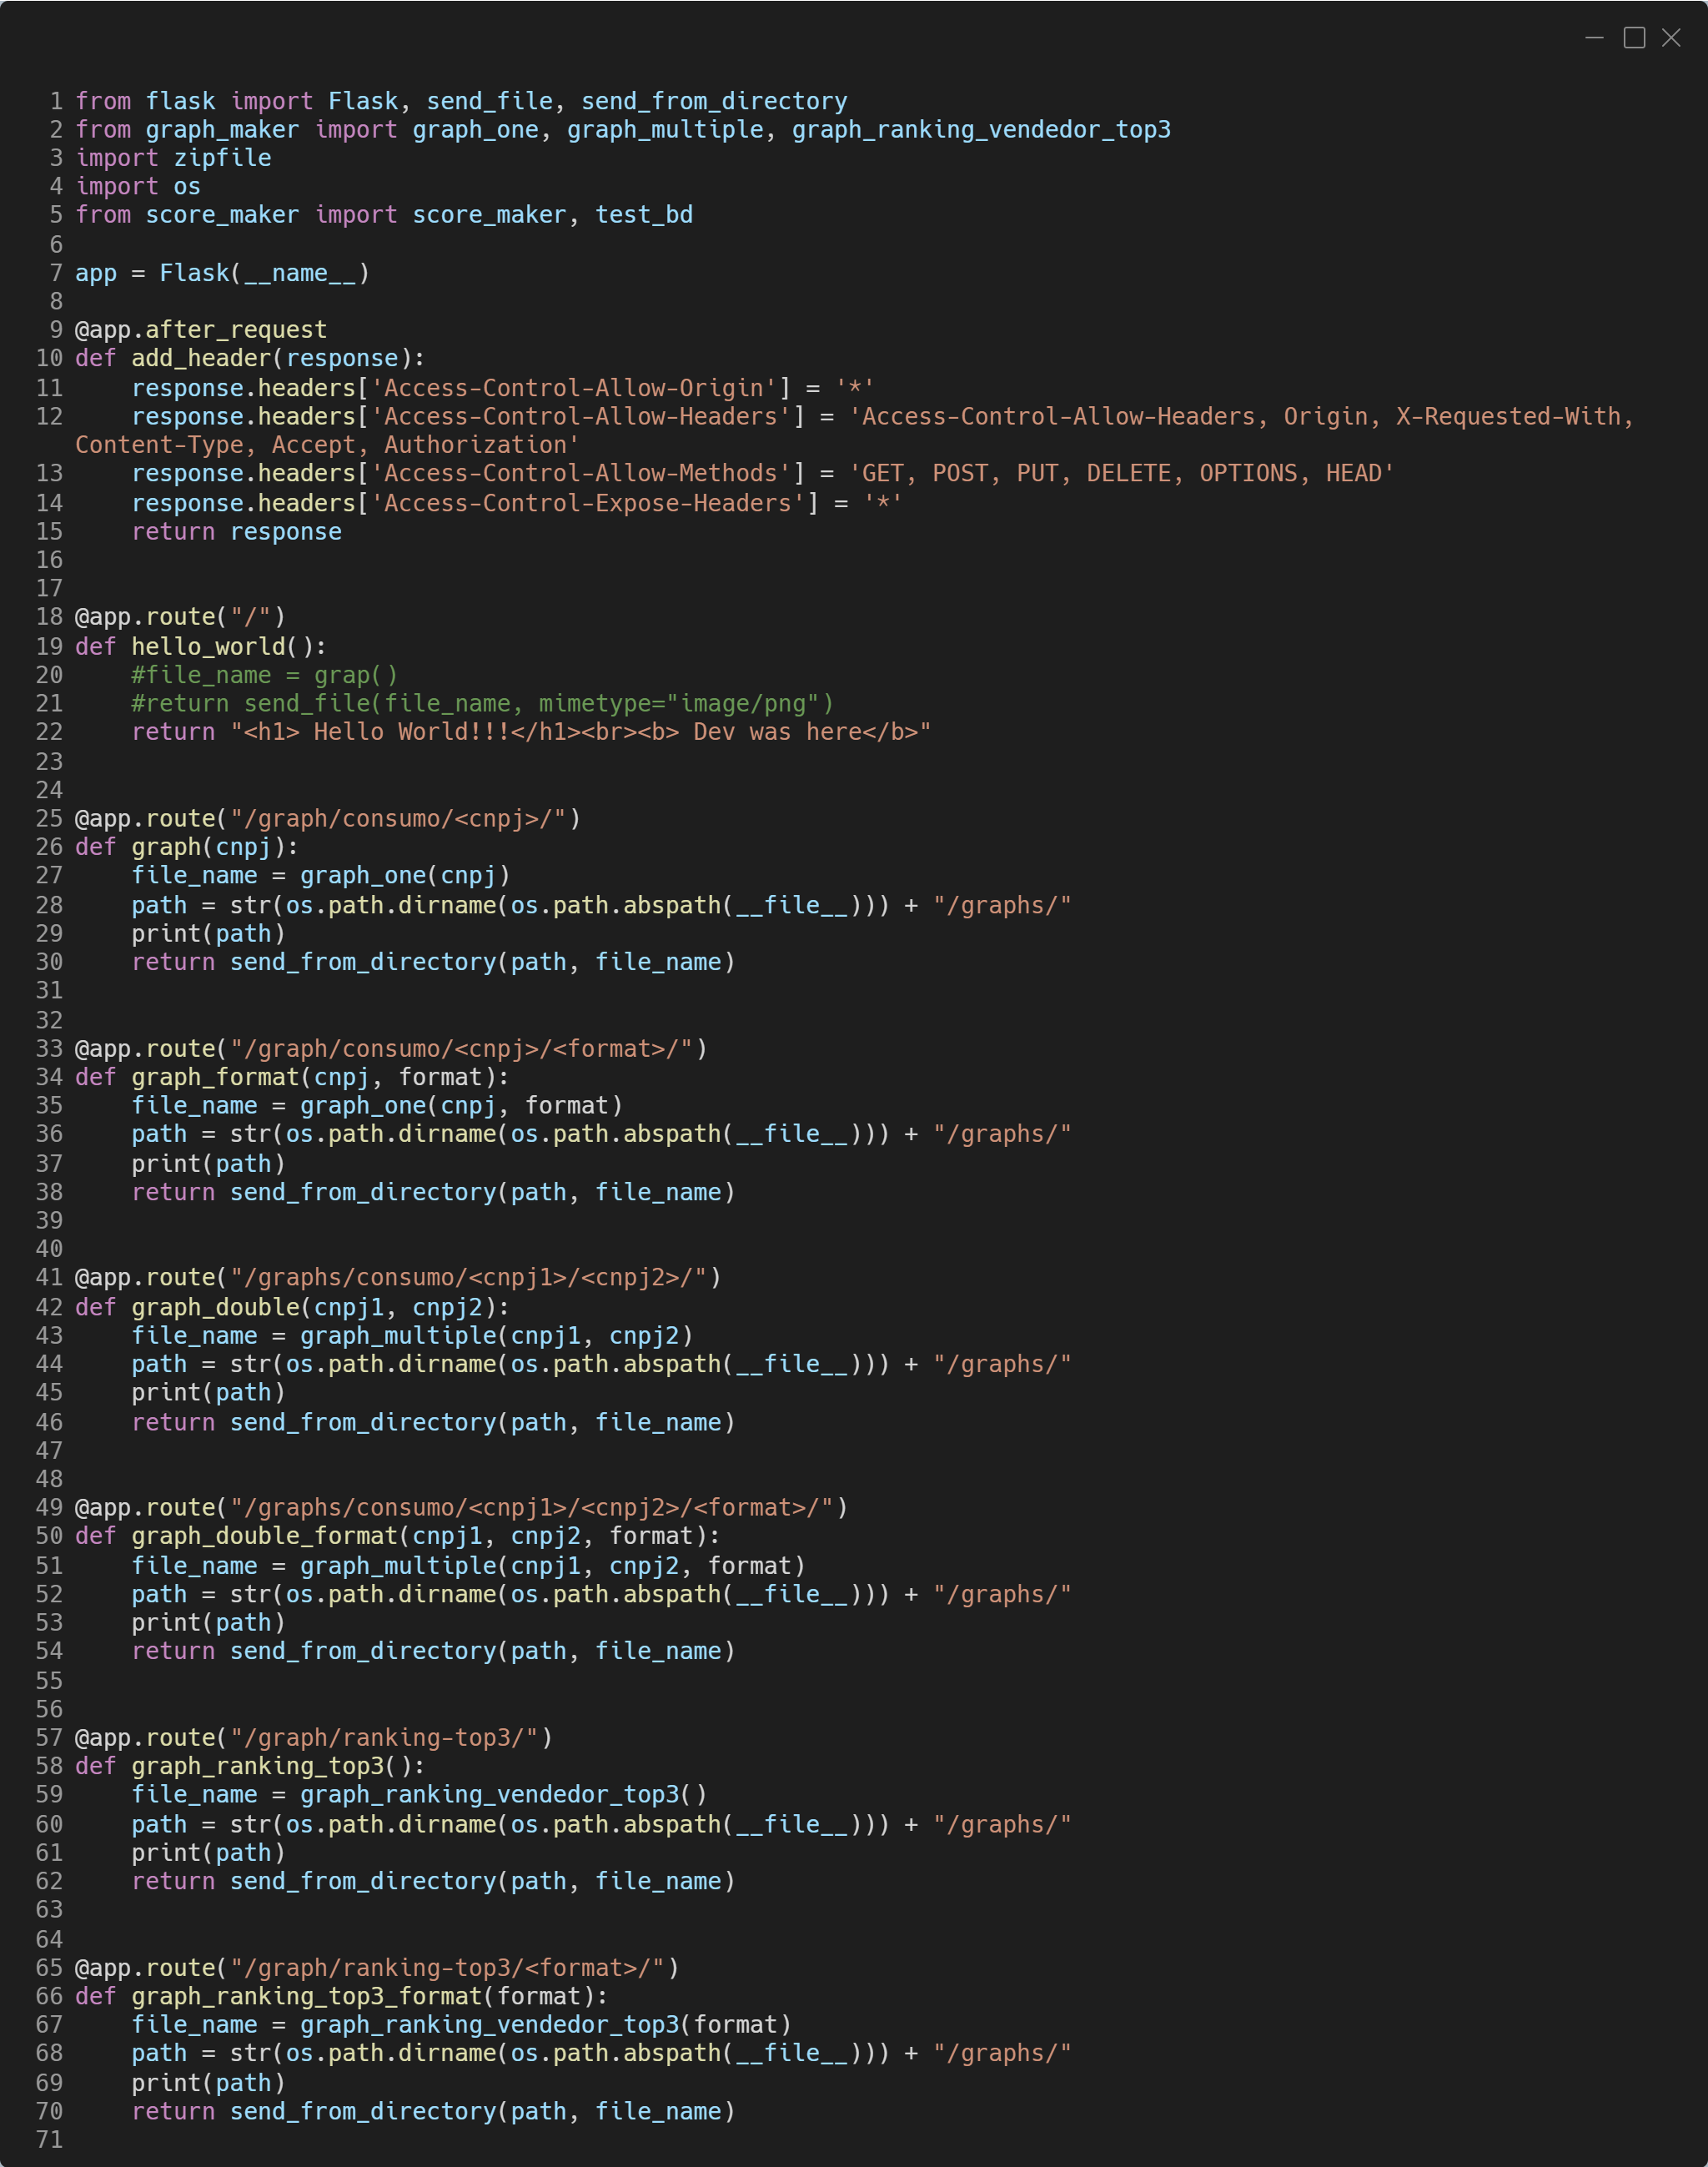 1 from flask import Flask, send_file, send_from_directory
2 from graph_maker import graph_one, graph_multiple, graph_ranking_vendedor_top3
3 import zipfile
4 import os
5 from score_maker import score_maker, test_bd
6
7 app = Flask(__name__)
8
9 @app.after_request
10 def add_header(response):
11     response.headers['Access-Control-Allow-Origin'] = '*'
12     response.headers['Access-Control-Allow-Headers'] = 'Access-Control-Allow-Headers, Origin, X-Requested-With,
Content-Type, Accept, Authorization'
13     response.headers['Access-Control-Allow-Methods'] = 'GET, POST, PUT, DELETE, OPTIONS, HEAD'
14     response.headers['Access-Control-Expose-Headers'] = '*'
15     return response
16
17
18 @app.route("/")
19 def hello_world():
20     #file_name = grap()
21     #return send_file(file_name, mimetype="image/png")
22     return "<h1> Hello World!!!</h1><br><b> Dev was here</b>"
23
24
25 @app.route("/graph/consumo/<cnpj>/")
26 def graph(cnpj):
27     file_name = graph_one(cnpj)
28     path = str(os.path.dirname(os.path.abspath(__file__))) + "/graphs/"
29     print(path)
30     return send_from_directory(path, file_name)
31
32
33 @app.route("/graph/consumo/<cnpj>/<format>/")
34 def graph_format(cnpj, format):
35     file_name = graph_one(cnpj, format)
36     path = str(os.path.dirname(os.path.abspath(__file__))) + "/graphs/"
37     print(path)
38     return send_from_directory(path, file_name)
39
40
41 @app.route("/graphs/consumo/<cnpj1>/<cnpj2>/")
42 def graph_double(cnpj1, cnpj2):
43     file_name = graph_multiple(cnpj1, cnpj2)
44     path = str(os.path.dirname(os.path.abspath(__file__))) + "/graphs/"
45     print(path)
46     return send_from_directory(path, file_name)
47
48
49 @app.route("/graphs/consumo/<cnpj1>/<cnpj2>/<format>/")
50 def graph_double_format(cnpj1, cnpj2, format):
51     file_name = graph_multiple(cnpj1, cnpj2, format)
52     path = str(os.path.dirname(os.path.abspath(__file__))) + "/graphs/"
53     print(path)
54     return send_from_directory(path, file_name)
55
56
57 @app.route("/graph/ranking-top3/")
58 def graph_ranking_top3():
59     file_name = graph_ranking_vendedor_top3()
60     path = str(os.path.dirname(os.path.abspath(__file__))) + "/graphs/"
61     print(path)
62     return send_from_directory(path, file_name)
63
64
65 @app.route("/graph/ranking-top3/<format>/")
66 def graph_ranking_top3_format(format):
67     file_name = graph_ranking_vendedor_top3(format)
68     path = str(os.path.dirname(os.path.abspath(__file__))) + "/graphs/"
69     print(path)
70     return send_from_directory(path, file_name)
71